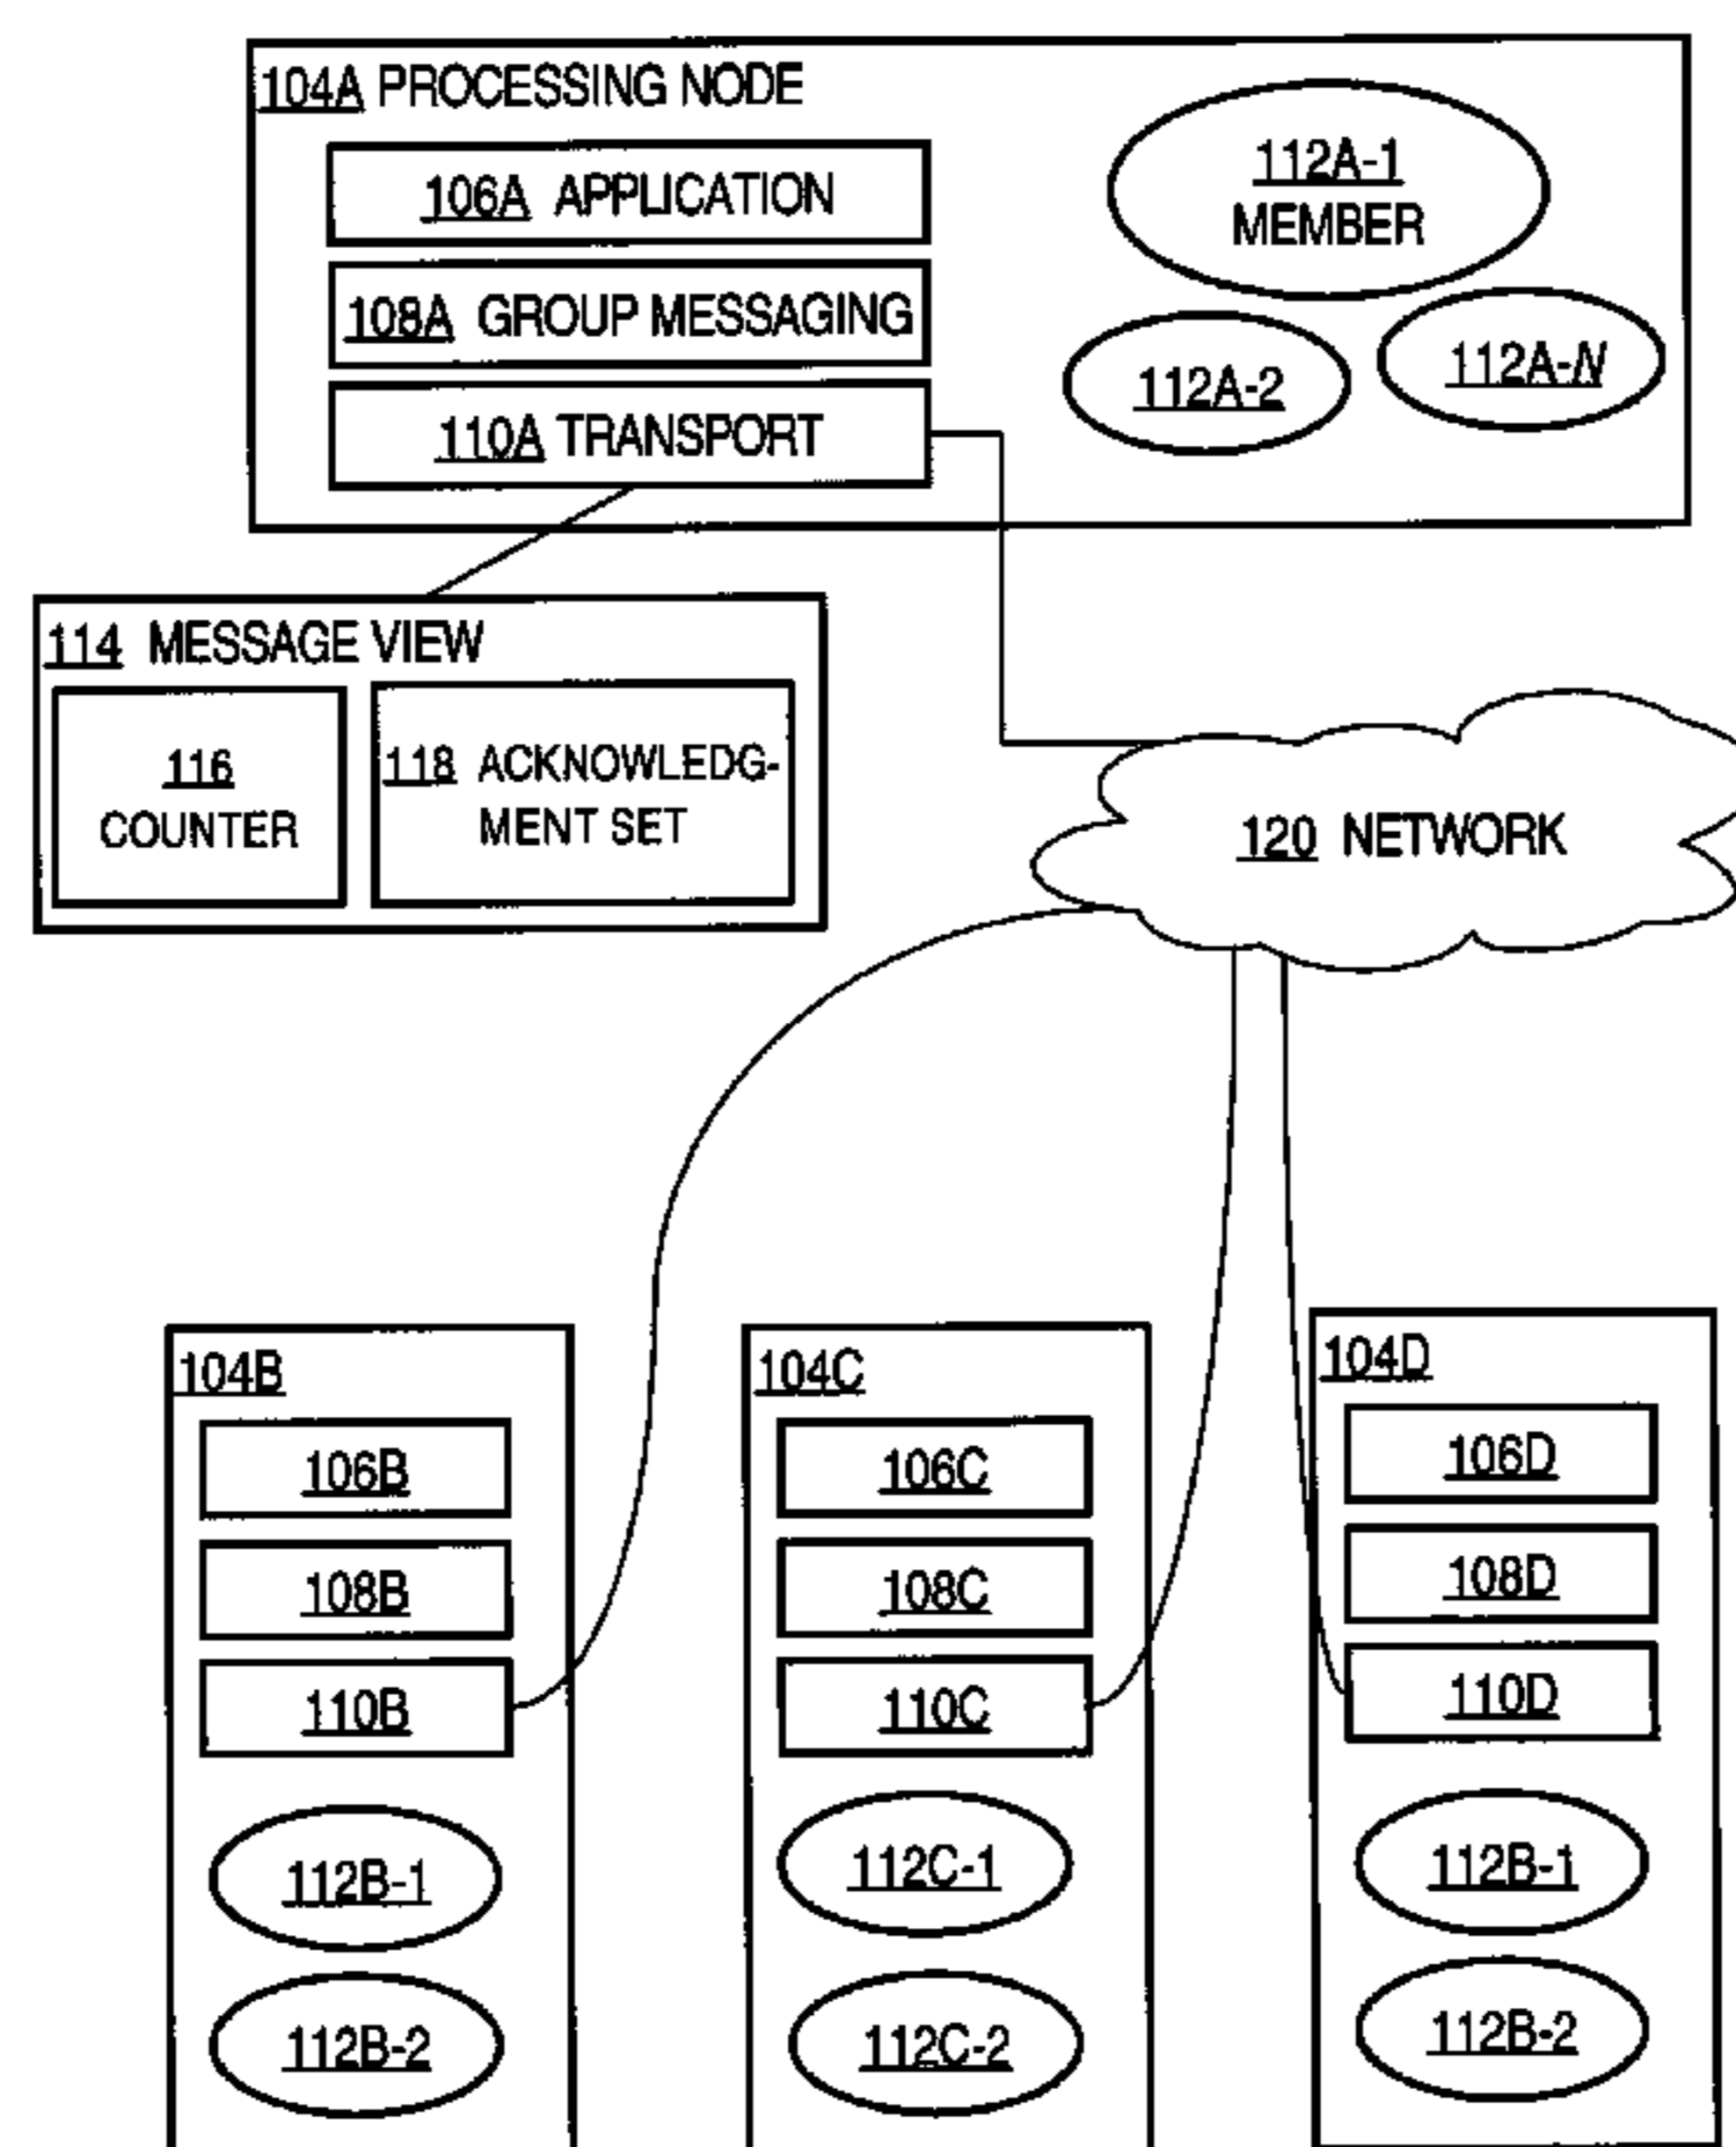 104A PROCESSING NODE
106A APPLICATION
108A GROUP MESSAGING
110A TRANSPORT
112A-1
MEMBER
112A-2
112A-N
114 MESSAGE VIEW
116
COUNTER
118 ACKNOWLEDG-
MENT SET
120 NETWORK
104B
106B
108B
110B
112B-1
112B-2
104C
106C
108C
110C
112C-1
112C-2
104D
106D
108D
110D
112B-1
112B-2